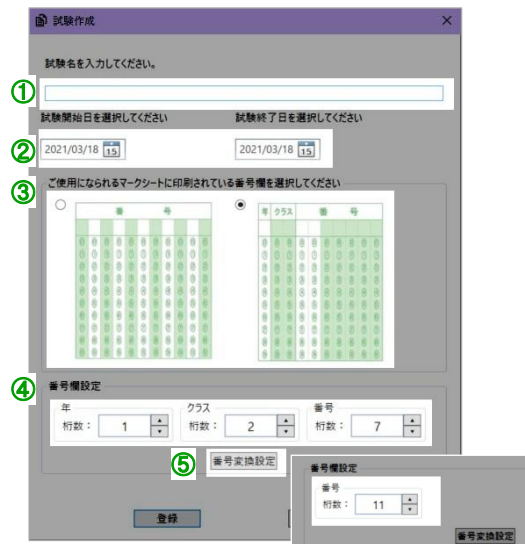 試験作成
試験名を入力してください。
①
試験開始日を選択してください 試験終了日を選択してください
② 2021/03/18 15 2021/03/18 15
③ ご使用になられるマークシートに印刷されている番号欄を選択してください
番 号 年 クラス 番 号
④ 番号欄設定
年 クラス 番号
桁数： 1 桁数： 2 桁数： 7
⑤ 番号変換設定
番号欄設定
番号
桁数： 11
登録
番号変換設定